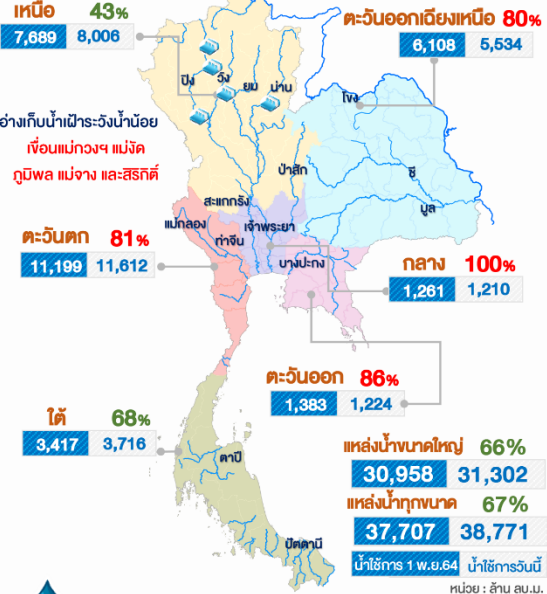 เหนือ 43%
7,689 8,006
ตะวันออกเฉียงเหนือ 80%
6,108 5,534
ปิง
วัง
ยม
น่าน
โขง
อ่างเก็บน้ำเฝ้าระวังน้ำน้อย
เขื่อนแม่กวงฯ แม่งัด
ภูมิพล แม่จาง และสิริกิติ์
ป่าสัก
ชี
มูล
สะแกกรัง
แม่กลอง
ท่าจีน
เจ้าพระยา
บางปะกง
ตะวันตก 81%
11,199 11,612
กลาง 100%
1,261 1,210
ตะวันออก 86%
1,383 1,224
ใต้ 68%
3,417 3,716
ตาปี
ปัตตานี
แหล่งน้ำขนาดใหญ่ 66%
30,958 31,302
แหล่งน้ำทุกขนาด 67%
37,707 38,771
น้ำใช้การ 1 พ.ย.64 น้ำใช้การวันนี้
หน่วย : ล้าน ลบ.ม.